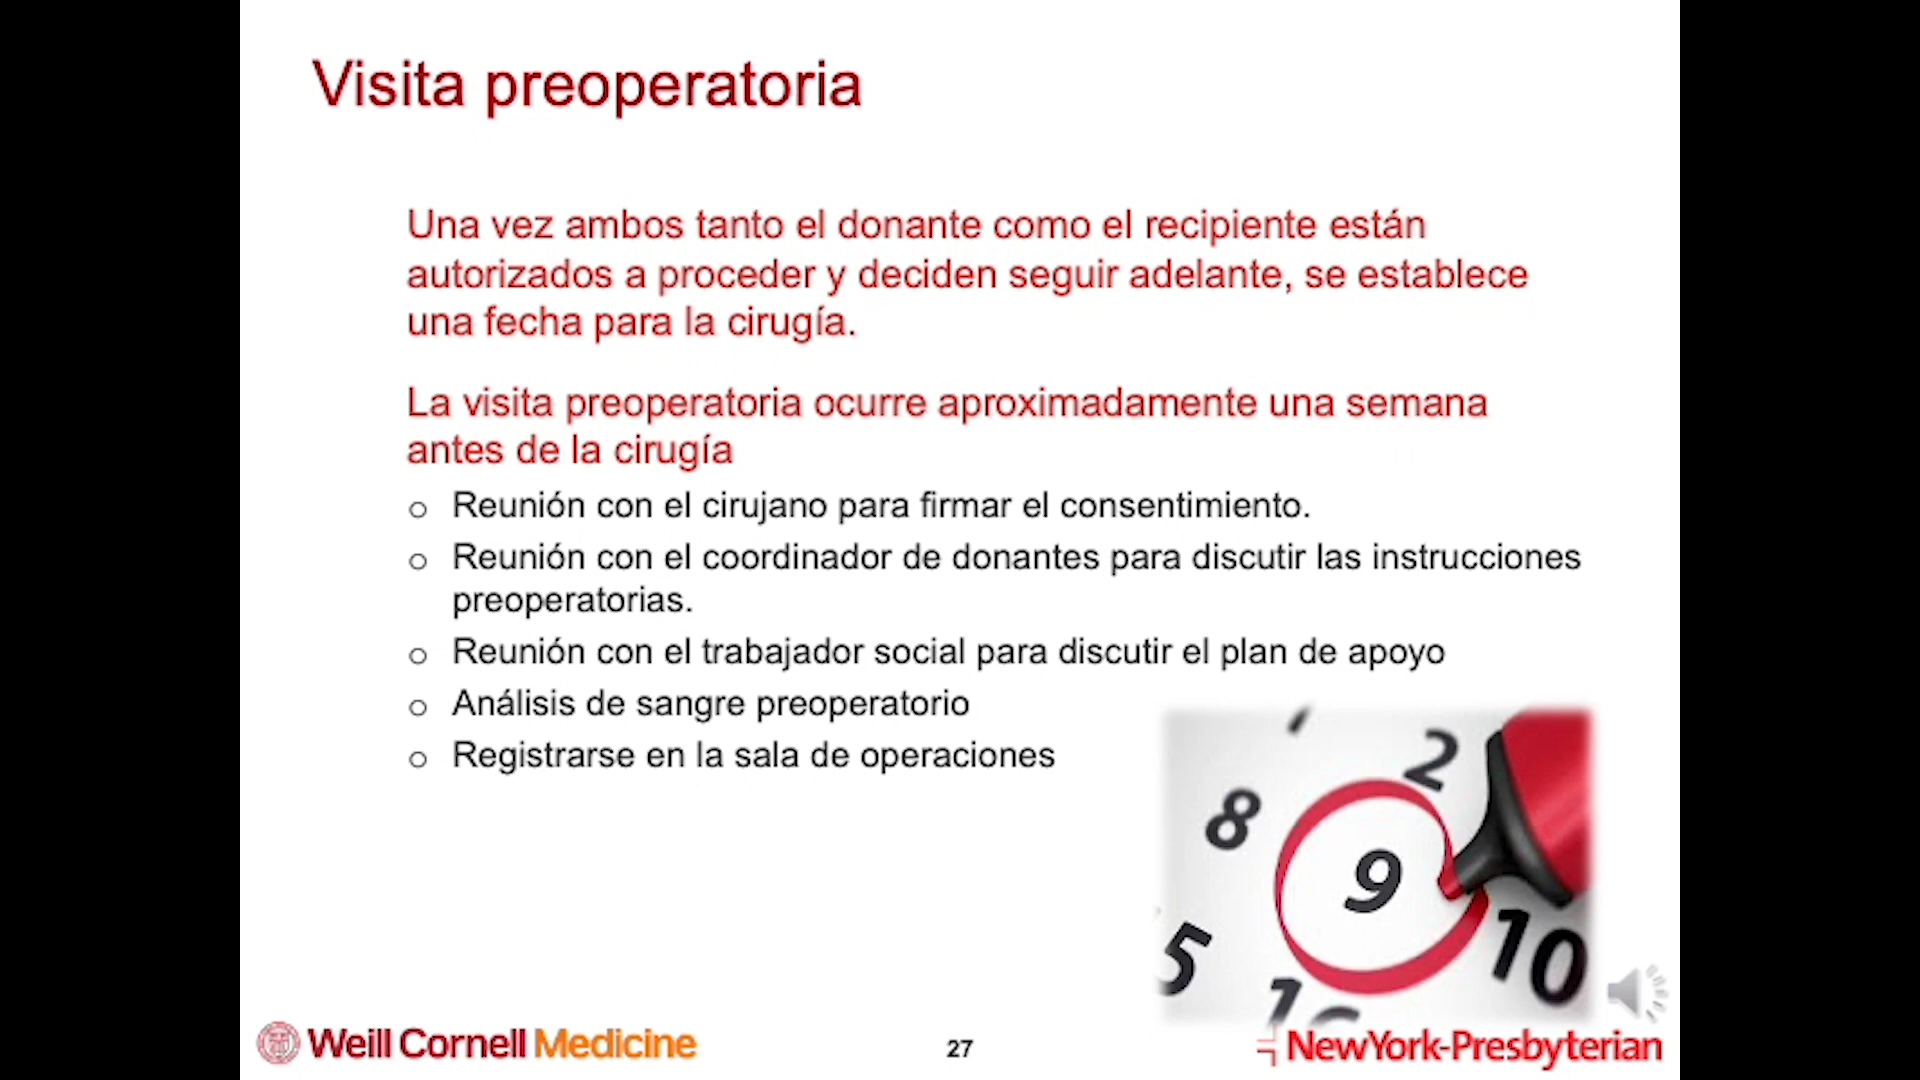 Visita preoperatoria
Una vez ambos tanto el donante como el recipiente están
autorizados a proceder y deciden seguir adelante, se establece
una fecha para la cirugía.
La visita preoperatoria ocurre aproximadamente una semana
antes de la cirugía
o Reunión con el cirujano para firmar el consentimiento.
o Reunión con el coordinador de donantes para discutir las instrucciones
preoperatorias.
o Reunión con el trabajador social para discutir el plan de apoyo
o Análisis de sangre preoperatorio
o Registrarse en la sala de operaciones
2
8
9
10
5
Weill Cornell Medicine
27
NewYork-Presbyterian